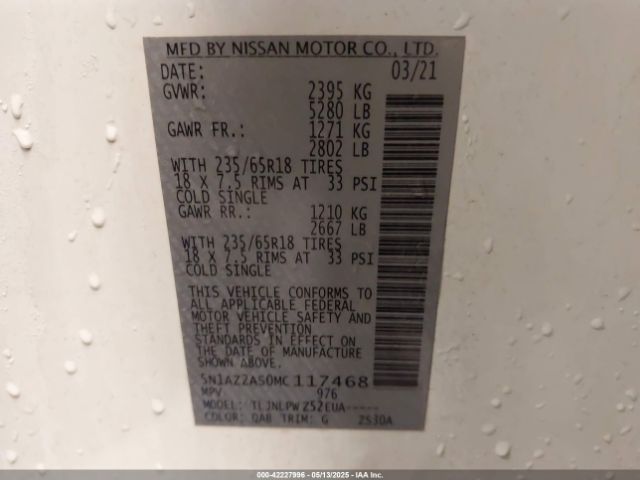 MFD BY NISSAN MOTOR CO., LTD.
DATE: 03/21
GVWR: 2395 KG
5280 LB
GAWR FR.: 1271 KG
2802 LB
WITH 235/65R18 TIRES
18 X 7.5 RIMS AT 33 PSI
COLD SINGLE
GAWR RR.: 1210 KG
2667 LB
WITH 235/65R18 TIRES
18 X 7.5 RIMS AT 33 PSI
COLD SINGLE
THIS VEHICLE CONFORMS TO
ALL APPLICABLE FEDERAL
MOTOR VEHICLE SAFETY AND
THEFT PREVENTION
STANDARDS IN EFFECT ON
THE DATE OF MANUFACTURE
SHOWN ABOVE.
5N1AZ2AS0MC117468
MPV 976
MODEL: TLJNLPW Z52EUA-----
COLOR: QAB TRIM: G Z530A
000-42227996 - 05/13/2025 - IAAI.CA